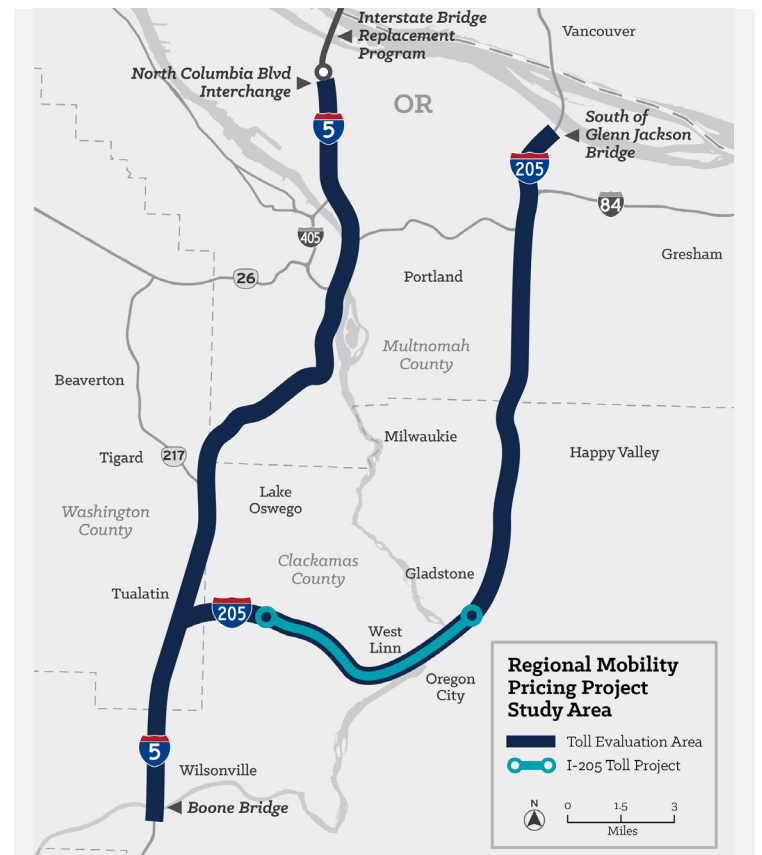 Interstate Bridge
Replacement
Program
Vancouver
North Columbia Blvd
Interchange
OR
5
South of
Glenn Jackson
Bridge
205
84
405
Gresham
26
Portland
Multnomah
County
Beaverton
Milwaukie
Happy Valley
Tigard
217
Lake
Oswego
Washington
County
Clackamas
County
Gladstone
Tualatin
205
West
Linn
Oregon
City
5
Wilsonville
Boone Bridge
Regional Mobility
Pricing Project
Study Area
Toll Evaluation Area
I-205 Toll Project
N
0 1.5 3
Miles